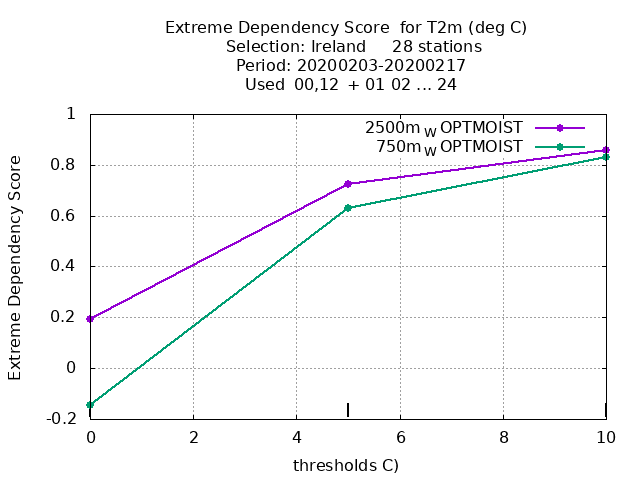 Extreme Dependency Score  for T2m (deg C)
Selection: Ireland     28 stations
Period: 20200203-20200217
Used  00,12  + 01 02 ... 24
Extreme Dependency Score
1
0.8
0.6
0.4
0.2
0
-0.2
2500m W OPTMOIST
750m W OPTMOIST
0 2 4 6 8 10
thresholds C)